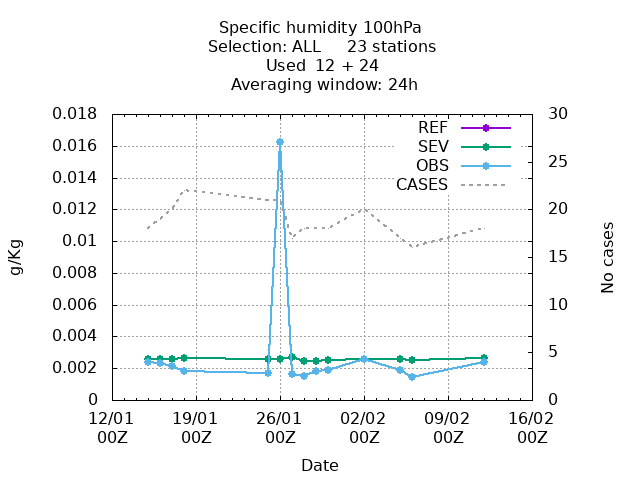 Specific humidity 100hPa
Selection: ALL     23 stations
Used  12 + 24
Averaging window: 24h
g/Kg
0.018
0.016
0.014
0.012
0.01
0.008
0.006
0.004
0.002
0
REF
SEV
OBS
CASES
30
25
20
15
10
5
0
No cases
12/01 19/01 26/01 02/02 09/02 16/02
00Z 00Z 00Z 00Z 00Z 00Z
Date